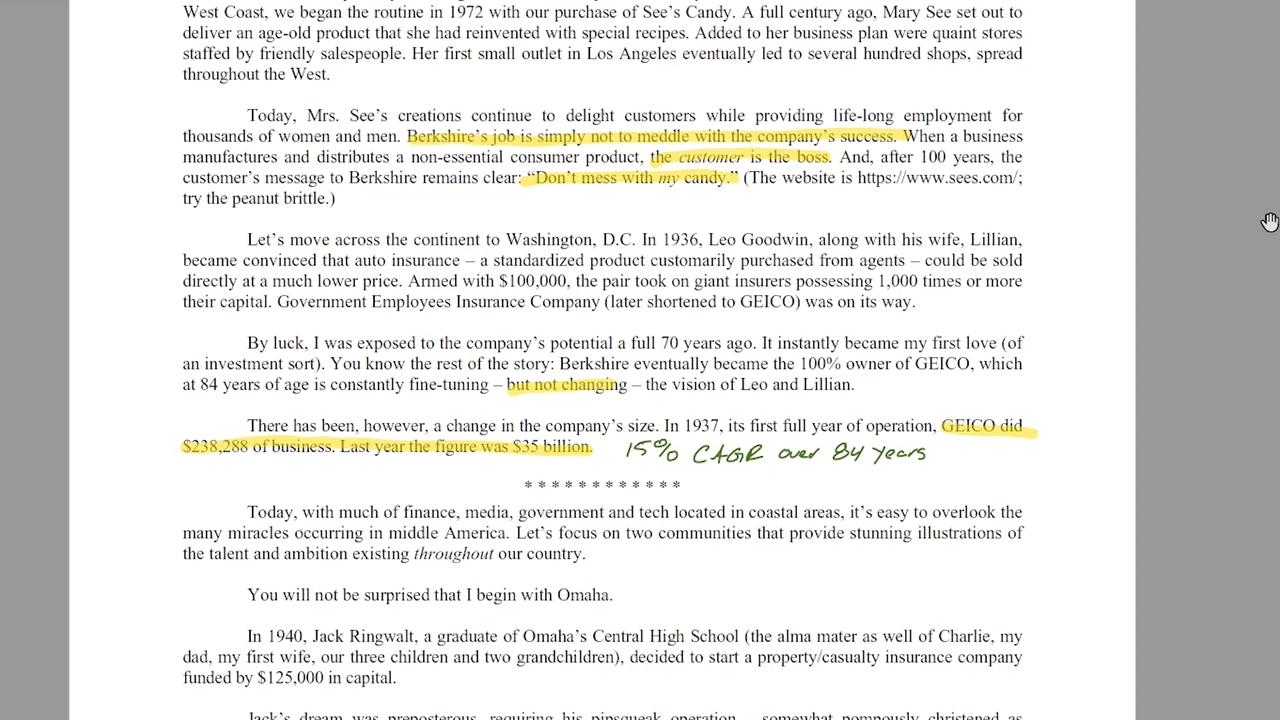 West Coast, we began the routine in 1972 with our purchase of See's Candy. A full century ago, Mary See set out to
deliver an age-old product that she had reinvented with special recipes. Added to her business plan were quaint stores
staffed by friendly salespeople. Her first small outlet in Los Angeles eventually led to several hundred shops, spread
throughout the West.
Today, Mrs. See's creations continue to delight customers while providing life-long employment for
thousands of women and men. Berkshire's job is simply not to meddle with the company's success. When a business
manufactures and distributes a non-essential consumer product, the customer is the boss. And, after 100 years, the
customer's message to Berkshire remains clear: “Don't mess with my candy.” (The website is https://www.sees.com/;
try the peanut brittle.)
Let's move across the continent to Washington, D.C. In 1936, Leo Goodwin, along with his wife, Lillian,
became convinced that auto insurance – a standardized product customarily purchased from agents – could be sold
directly at a much lower price. Armed with $100,000, the pair took on giant insurers possessing 1,000 times or more
their capital. Government Employees Insurance Company (later shortened to GEICO) was on its way.
By luck, I was exposed to the company's potential a full 70 years ago. It instantly became my first love (of
an investment sort). You know the rest of the story: Berkshire eventually became the 100% owner of GEICO, which
at 84 years of age is constantly fine-tuning – but not changing – the vision of Leo and Lillian.
There has been, however, a change in the company's size. In 1937, its first full year of operation, GEICO did
$238,288 of business. Last year the figure was $35 billion. 15% CAGR over 84 years
* * * * * * * * * * * *
Today, with much of finance, media, government and tech located in coastal areas, it's easy to overlook the
many miracles occurring in middle America. Let's focus on two communities that provide stunning illustrations of
the talent and ambition existing throughout our country.
You will not be surprised that I begin with Omaha.
In 1940, Jack Ringwalt, a graduate of Omaha's Central High School (the alma mater as well of Charlie, my
dad, my first wife, our three children and two grandchildren), decided to start a property/casualty insurance company
funded by $125,000 in capital.
Jack's dream was preposterous, requiring his pipsqueak operation – somewhat pompously christened as